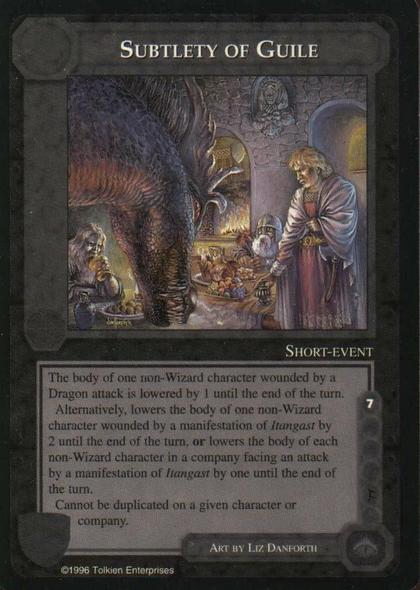 SUBTLETY OF GUILE
SHORT-EVENT
The body of one non-Wizard character wounded by a
Dragon attack is lowered by 1 until the end of the turn.
Alternatively, lowers the body of one non-Wizard
character wounded by a manifestation of Itangast by
2 until the end of the turn, or lowers the body of each
non-Wizard character in a company facing an attack
by a manifestation of Itangast by one until the end of
the turn.
Cannot be duplicated on a given character or
company.
7
ART BY LIZ DANFORTH
©1996 Tolkien Enterprises